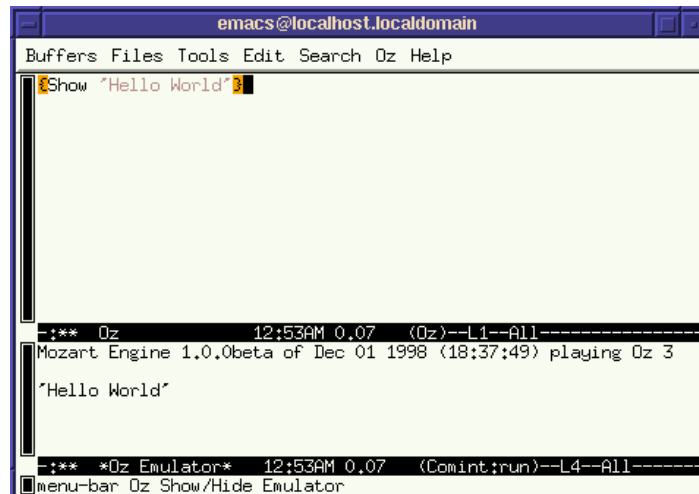 emacs@localhost.localdomain
Buffers Files Tools Edit Search Oz Help
{Show "Hello World"}
-:** Oz 12:53AM 0.07 (Oz)--L1--All----------------
Mozart Engine 1.0.0beta of Dec 01 1998 (18:37:49) playing Oz 3
"Hello World"
-:** *Oz Emulator* 12:53AM 0.07 (Comint:run)--L4--All------
menu-bar Oz Show/Hide Emulator